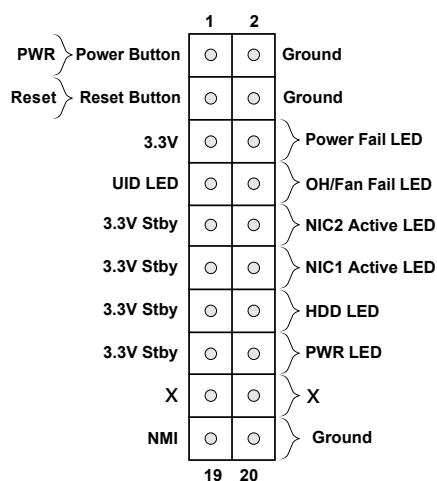 1 2
PWR Power Button Ground
Reset Reset Button Ground
3.3V Power Fail LED
UID LED OH/Fan Fail LED
3.3V Stby NIC2 Active LED
3.3V Stby NIC1 Active LED
3.3V Stby HDD LED
3.3V Stby PWR LED
X X
NMI Ground
19 20